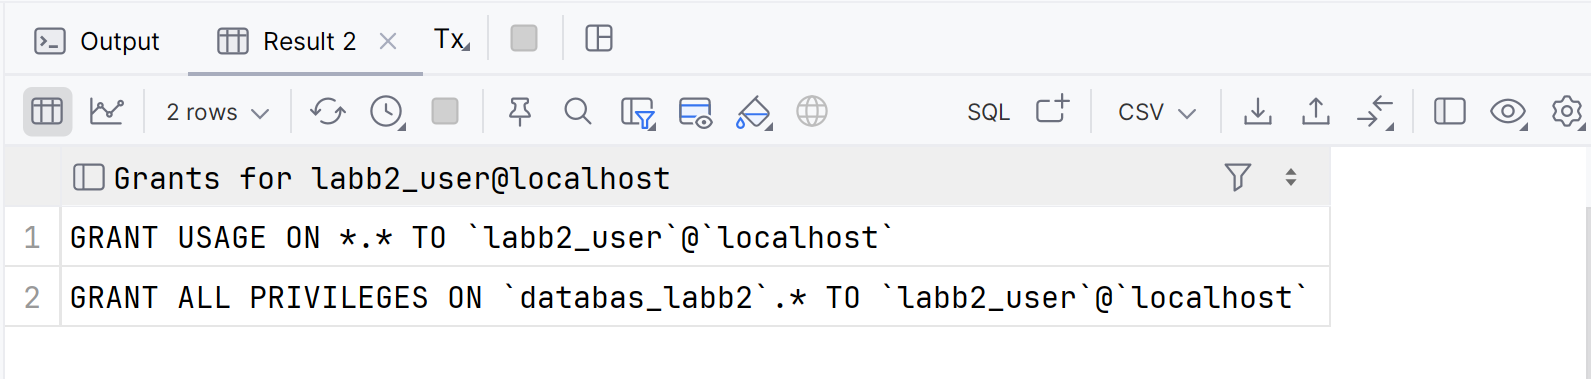 Output Result 2 Tx
2 rows SQL CSV
Grants for labb2_user@localhost
1 GRANT USAGE ON *.* TO `labb2_user`@`localhost`
2 GRANT ALL PRIVILEGES ON `databas_labb2`.* TO `labb2_user`@`localhost`